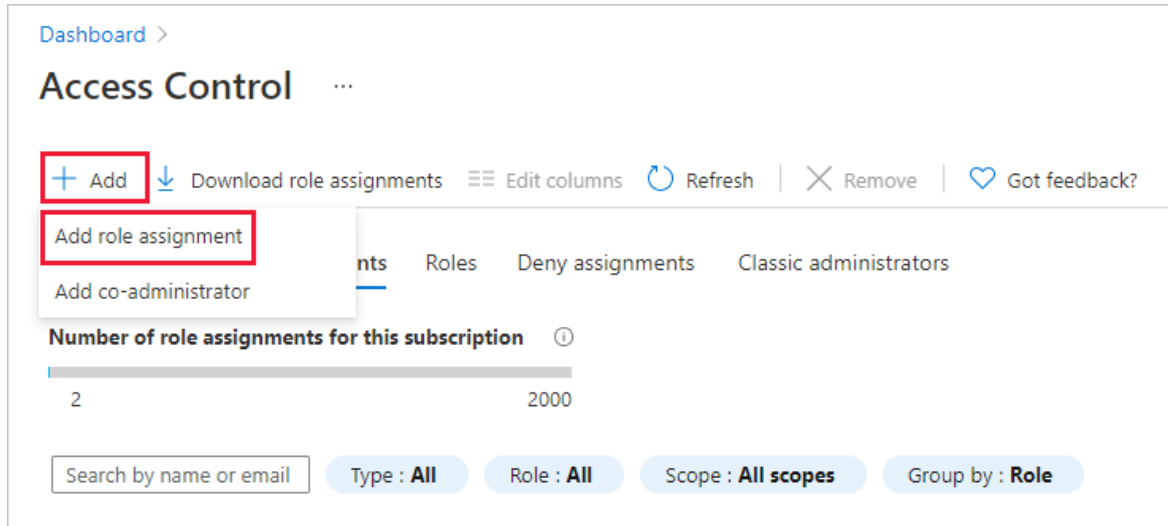 Dashboard >
Access Control ...
+ Add Download role assignments Edit columns Refresh Remove Got feedback?
Add role assignment
nts Roles Deny assignments Classic administrators
Add co-administrator
Number of role assignments for this subscription
2 2000
Search by name or email Type : All Role : All Scope : All scopes Group by : Role